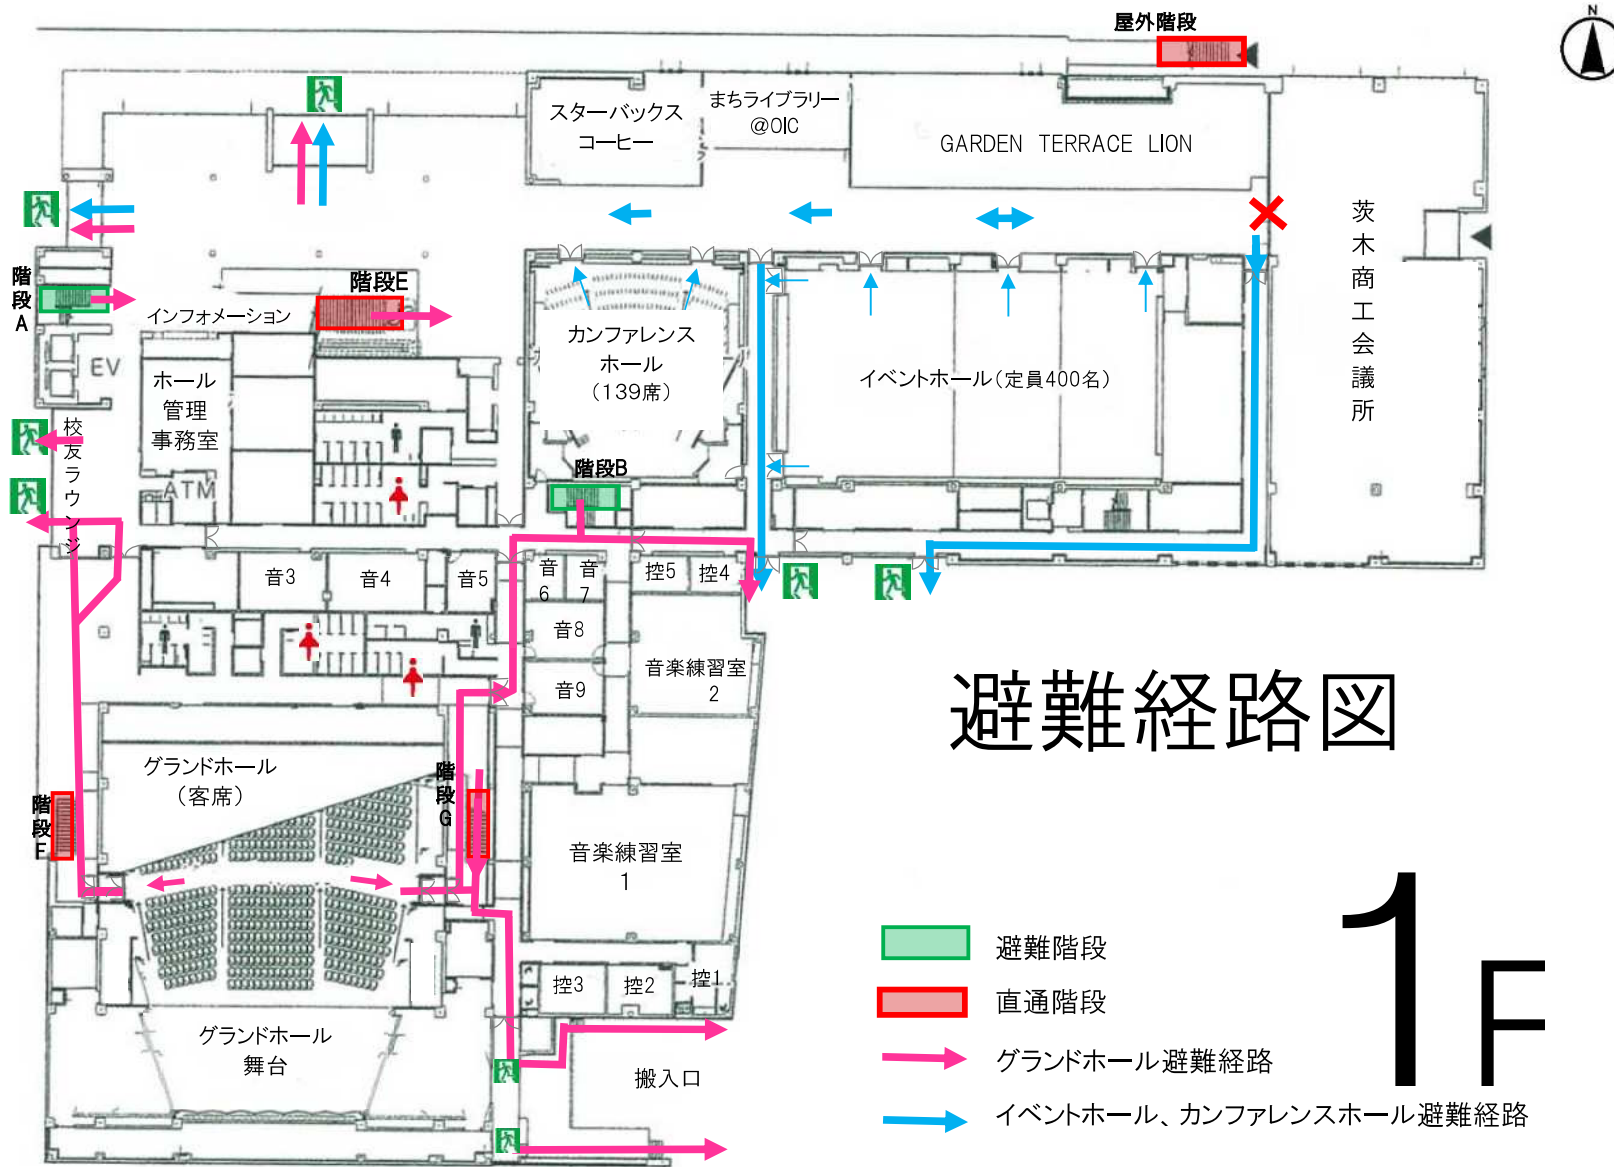 屋外階段
N
スターバックス
コーヒー
まちライブラリー
@OIC
GARDEN TERRACE LION
茨木商工会議所
階段A
階段E
インフォメーション
EV
ホール
管理
事務室
カンファレンス
ホール
（139席）
イベントホール（定員400名）
校友ラウンジ
ATM
階段B
音3
音4
音5
音6
音7
控5
控4
音8
音9
音楽練習室
2
避難経路図
グランドホール
（客席）
階段G
階段F
音楽練習室
1
控3
控2
控1
グランドホール
舞台
搬入口
避難階段
直通階段
グランドホール避難経路
イベントホール、カンファレンスホール避難経路
1F